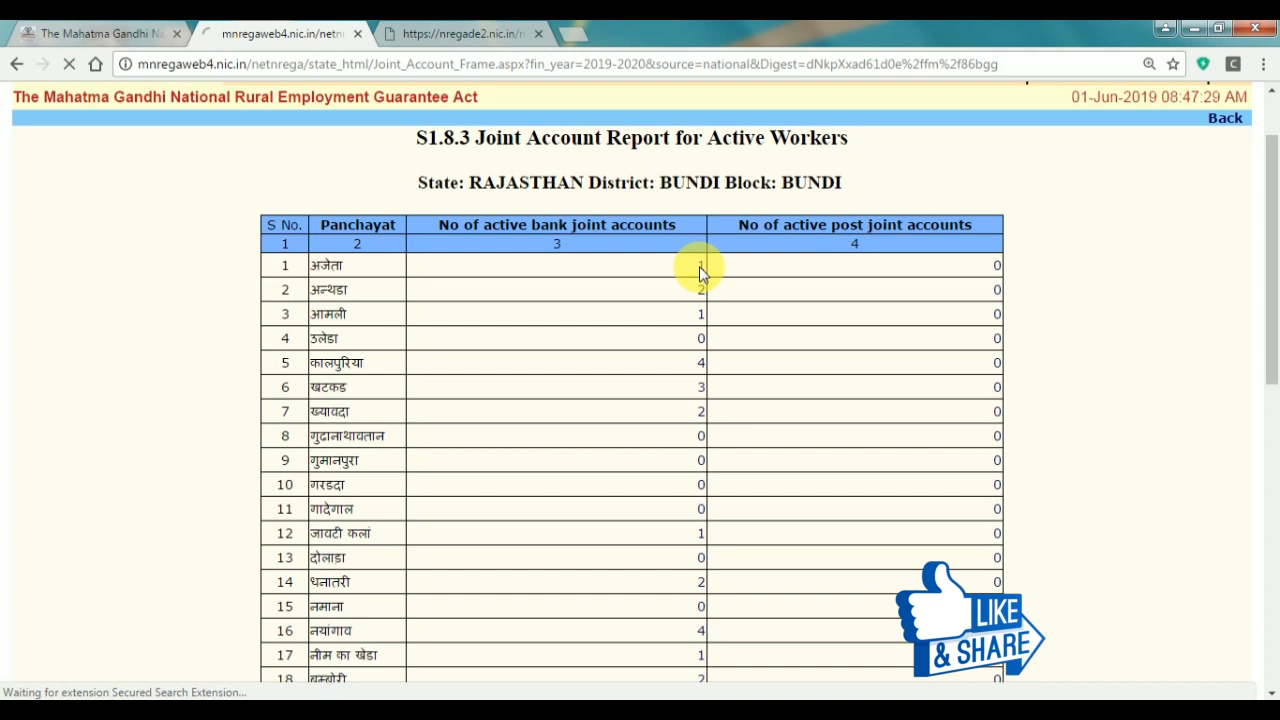 The Mahatma Gandhi Na
mnregaweb4.nic.in/netnr
https://nregade2.nic.in/n
mnregaweb4.nic.in/netnrega/state_html/Joint_Account_Frame.aspx?fin_year=2019-2020&source=national&Digest=dNkpXxad61d0e%2ffm%2f86bgg
The Mahatma Gandhi National Rural Employment Guarantee Act 01-Jun-2019 08:47:29 AM
Back
S1.8.3 Joint Account Report for Active Workers
State: RAJASTHAN District: BUNDI Block: BUNDI
S No. Panchayat No of active bank joint accounts No of active post joint accounts
1 2 3 4
1 अजेता 1 0
2 अन्थडा 2 0
3 आमली 1 0
4 उलेडा 0 0
5 कालपुरिया 4 0
6 खटकड 3 0
7 ख्यावदा 2 0
8 गुढानाथावतान 0 0
9 गुमानपुरा 0 0
10 गरडदा 0 0
11 गादेगाल 0 0
12 जावटी कलां 1 0
13 दोलाड़ा 0 0
14 धनातरी 2 0
15 नमाना 0
16 नयांगाव 4
17 नीम का खेडा 1
18 बम्बोरी 2 0
LIKE
& SHARE
Waiting for extension Secured Search Extension...